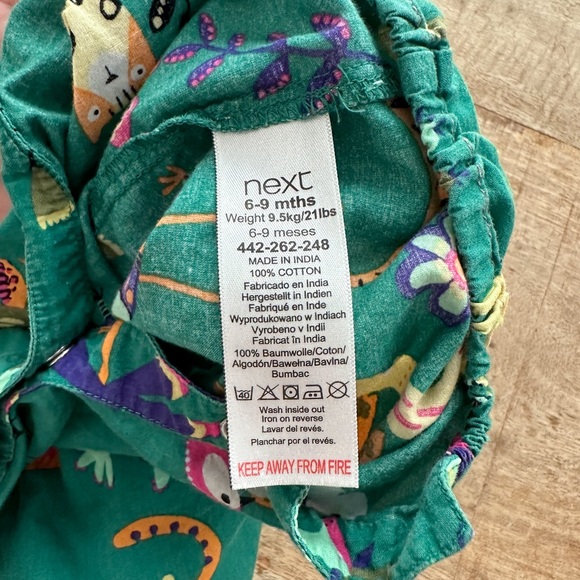 next
6-9 mths
Weight 9.5kg/21lbs
6-9 meses
442-262-248
MADE IN INDIA
100% COTTON
Fabricado en India
Hergestellt in Indien
Fabriqué en Inde
Wyprodukowano w Indiach
Vyrobeno v Indii
Fabricat în India
100% Baumwolle/Coton/
Algodón/Bawełna/Bavlna/
Bumbac
40
Wash inside out
Iron on reverse
Lavar del revés.
Planchar por el revés.
KEEP AWAY FROM FIRE